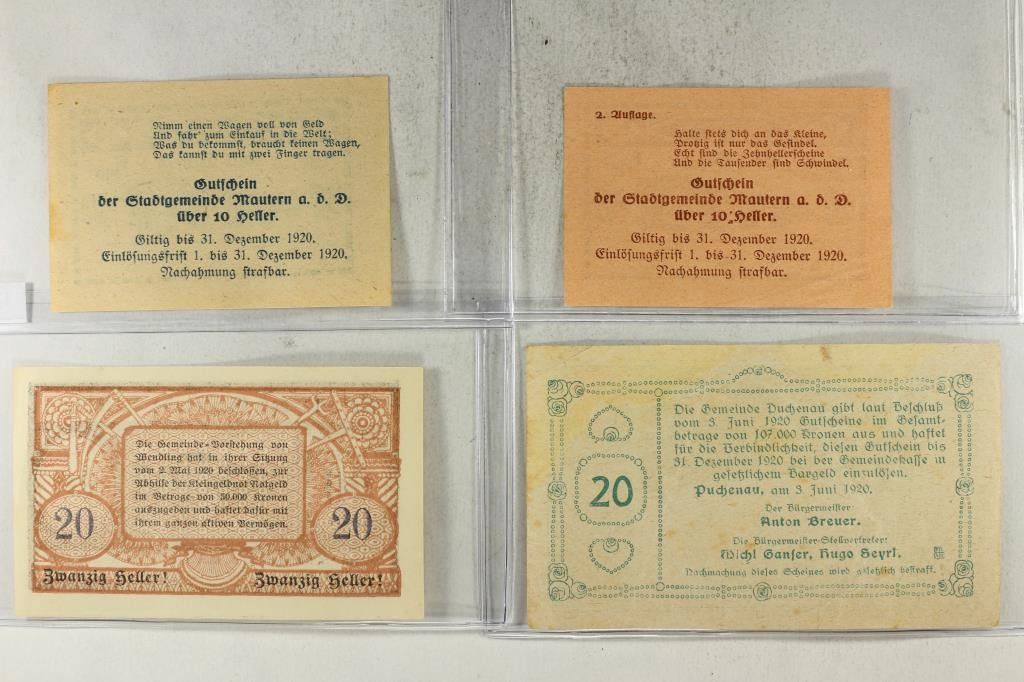 Nimm einen Wagen voll von Geld
Und fahr' zum Einkauf in die Welt;
Was du bekommst, braucht keinen Wagen,
Das kannst du mit zwei Finger tragen.
Gutschein
der Stadtgemeinde Mautern a. d. D.
über 10 Heller.
Giltig bis 31. Dezember 1920.
Einlösungsfrist 1. bis 31. Dezember 1920.
Nachahmung strafbar.
2. Auflage.
Halte stets dich an das Kleine,
Protzig ist nur das Gesindel.
Echt sind die Zehnhellerscheine
Und die Tausender sind Schwindel.
Gutschein
der Stadtgemeinde Mautern a. d. D.
über 10 Heller.
Giltig bis 31. Dezember 1920.
Einlösungsfrist 1. bis 31. Dezember 1920.
Nachahmung strafbar.
Die Gemeinde-Vorstehung von
Wendling hat in ihrer Sitzung
vom 2. Mai 1920 beschlossen, zur
Abhilfe der Kleingeldnot Notgeld
im Betrage von 50.000 Kronen
auszugeben und haftet dafür mit
ihrem ganzen aktiven Vermögen.
20
20
Zwanzig Heller!
Zwanzig Heller!
20
Die Gemeinde Puchenau gibt laut Beschluß
vom 3. Juni 1920 Gutscheine im Gesamt-
betrage von 107.000 Kronen aus und haftet
für die Verbindlichkeit, diesen Gutschein bis
31. Dezember 1920 bei der Gemeindekasse in
gesetzlichem Bargeld einzulösen.
Puchenau, am 3. Juni 1920.
Der Bürgermeister:
Anton Breuer.
Die Bürgermeister-Stellvertreter:
Michl Ganser, Hugo Seyrl.
Nachmachung dieses Scheines wird gesetzlich bestraft.